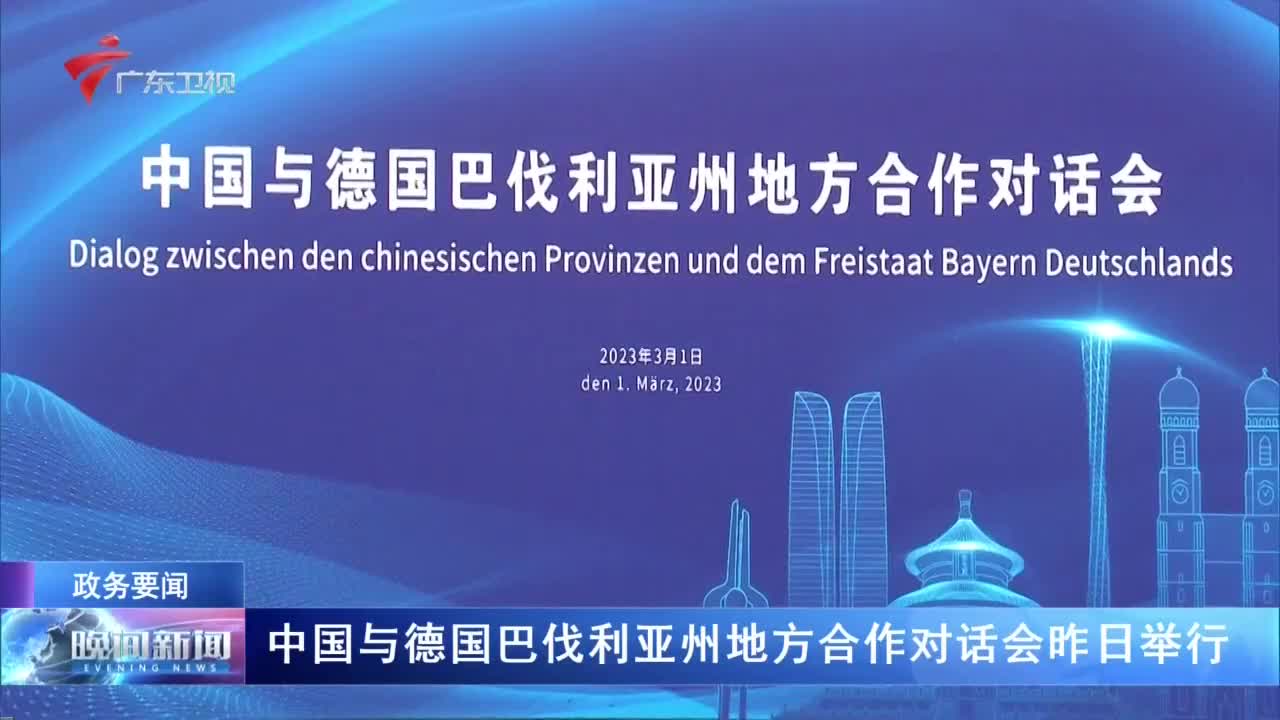 广东卫视
中国与德国巴伐利亚州地方合作对话会
Dialog zwischen den chinesischen Provinzen und dem Freistaat Bayern Deutschlands
2023年3月1日
den 1. März, 2023
政务要闻
晚间新闻
EVENING NEWS
中国与德国巴伐利亚州地方合作对话会昨日举行